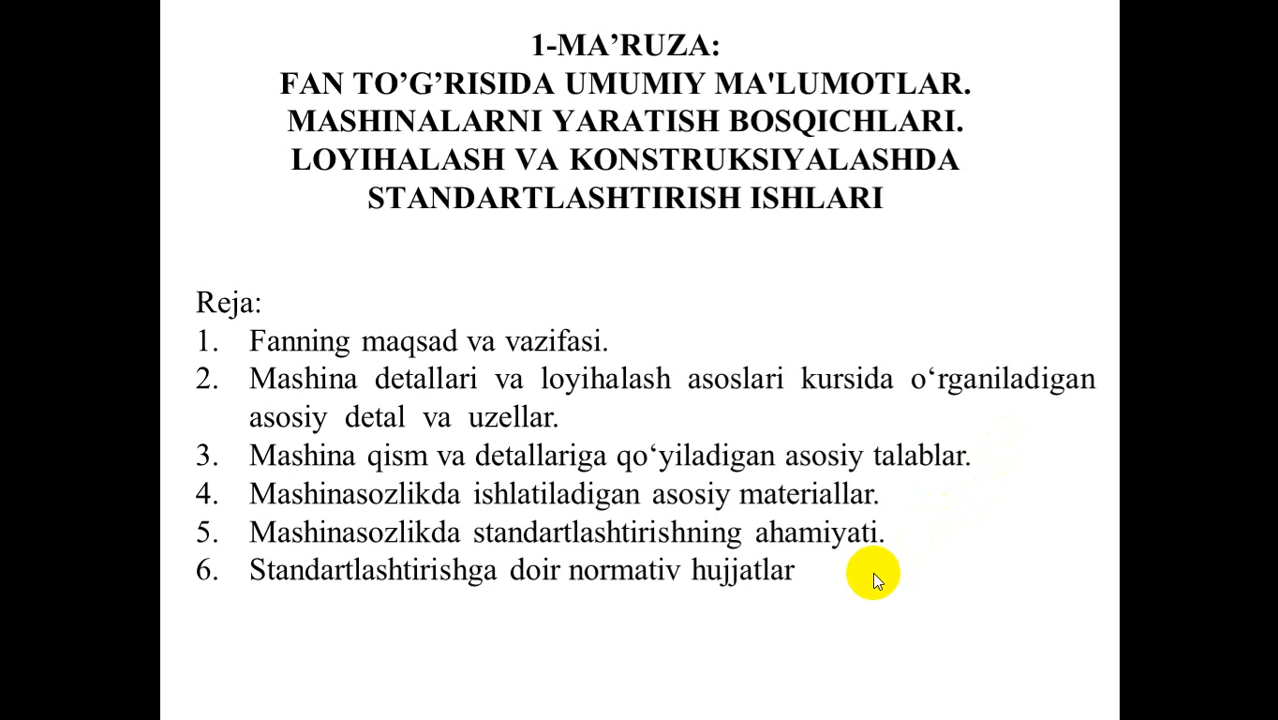 1-MA’RUZA:
FAN TO’G’RISIDA UMUMIY MA'LUMOTLAR.
MASHINALARNI YARATISH BOSQICHLARI.
LOYIHALASH VA KONSTRUKSIYALASHDA
STANDARTLASHTIRISH ISHLARI
Reja:
1. Fanning maqsad va vazifasi.
2. Mashina detallari va loyihalash asoslari kursida o‘rganiladigan
asosiy detal va uzellar.
3. Mashina qism va detallariga qo‘yiladigan asosiy talablar.
4. Mashinasozlikda ishlatiladigan asosiy materiallar.
5. Mashinasozlikda standartlashtirishning ahamiyati.
6. Standartlashtirishga doir normativ hujjatlar